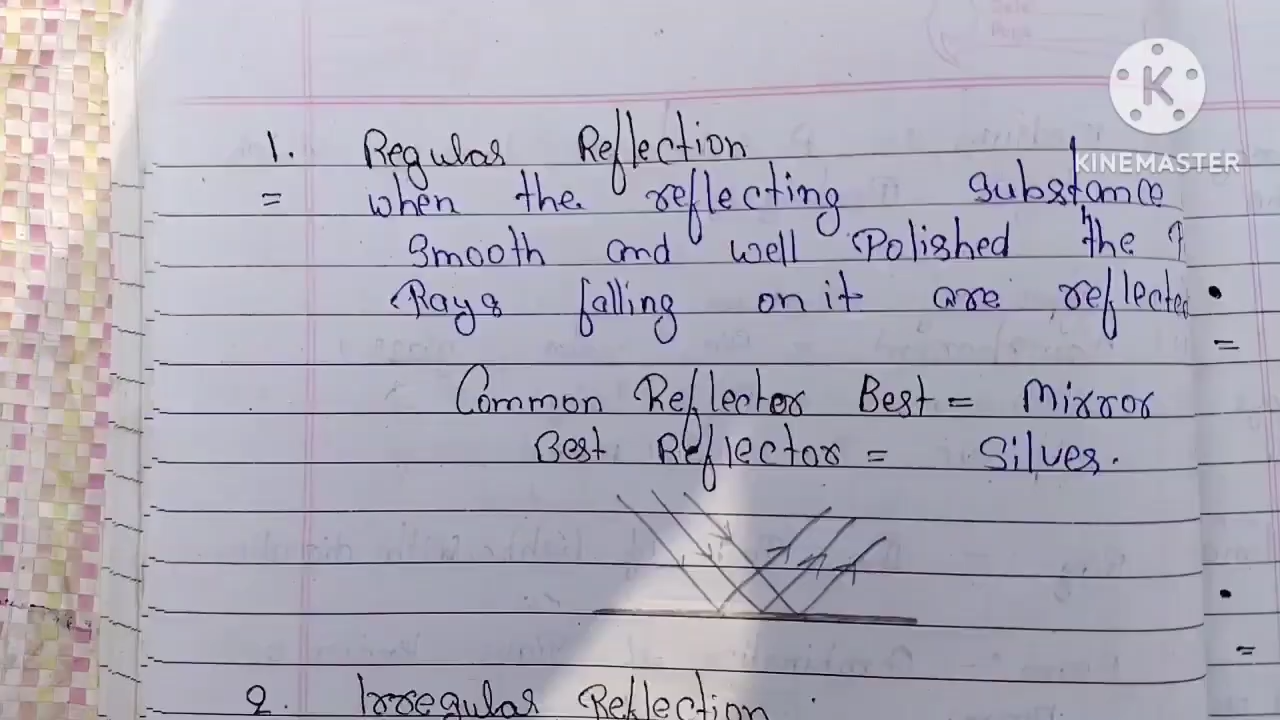 1. Regular Reflection
= when the reflecting substance
smooth and well Polished the
Rays falling on it are reflected
Common Reflector Best = Mirror
Best Reflector = Silver.
2. Irregular Reflection
K
KINEMASTER